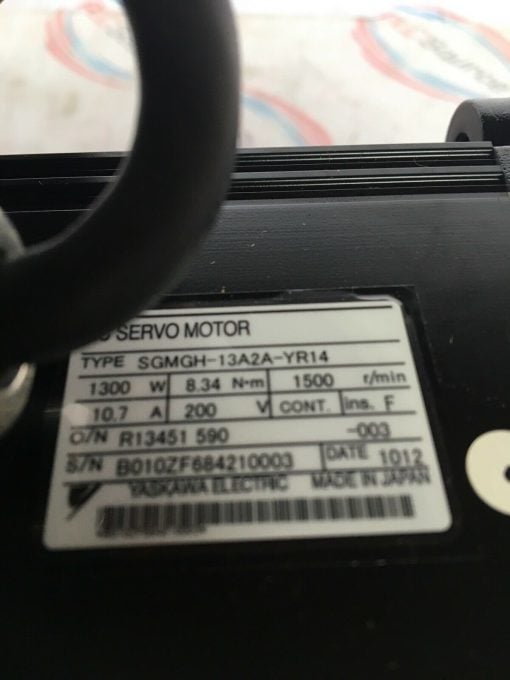 SERVO MOTOR
TYPE SGMGH-13A2A-YR14
1300 W 8.34 N·m 1500 r/min
10.7 A 200 V CONT. Ins. F
O/N R13451 590 -003
S/N B010ZF684210003 DATE 1012
YASKAWA ELECTRIC MADE IN JAPAN